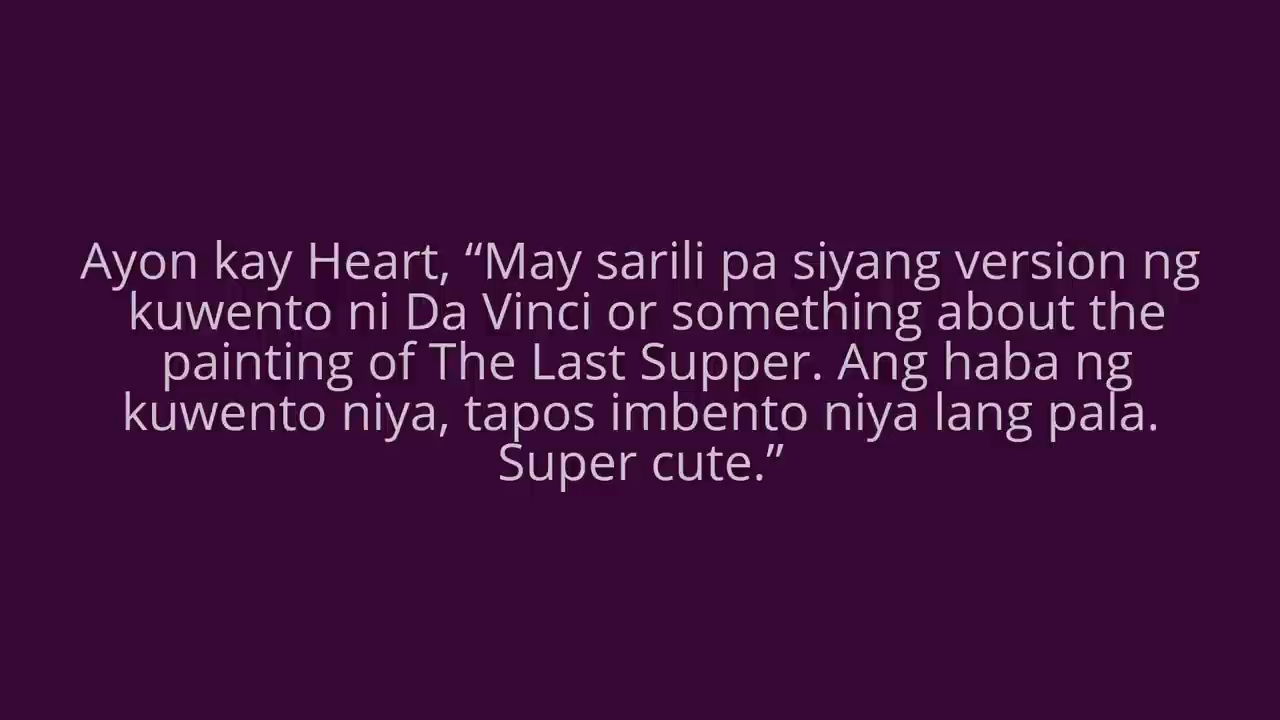 Ayon kay Heart, “May sarili pa siyang version ng
kuwento ni Da Vinci or something about the
painting of The Last Supper. Ang haba ng
kuwento niya, tapos imbento niya lang pala.
Super cute.”